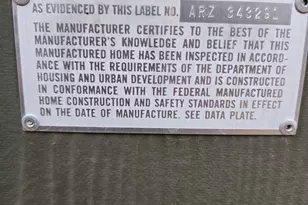 AS EVIDENCED BY THIS LABEL NO. ARZ 343231
THE MANUFACTURER CERTIFIES TO THE BEST OF THE
MANUFACTURER'S KNOWLEDGE AND BELIEF THAT THIS
MANUFACTURED HOME HAS BEEN INSPECTED IN ACCORD-
ANCE WITH THE REQUIREMENTS OF THE DEPARTMENT OF
HOUSING AND URBAN DEVELOPMENT AND IS CONSTRUCTED
IN CONFORMANCE WITH THE FEDERAL MANUFACTURED
HOME CONSTRUCTION AND SAFETY STANDARDS IN EFFECT
ON THE DATE OF MANUFACTURE. SEE DATA PLATE.